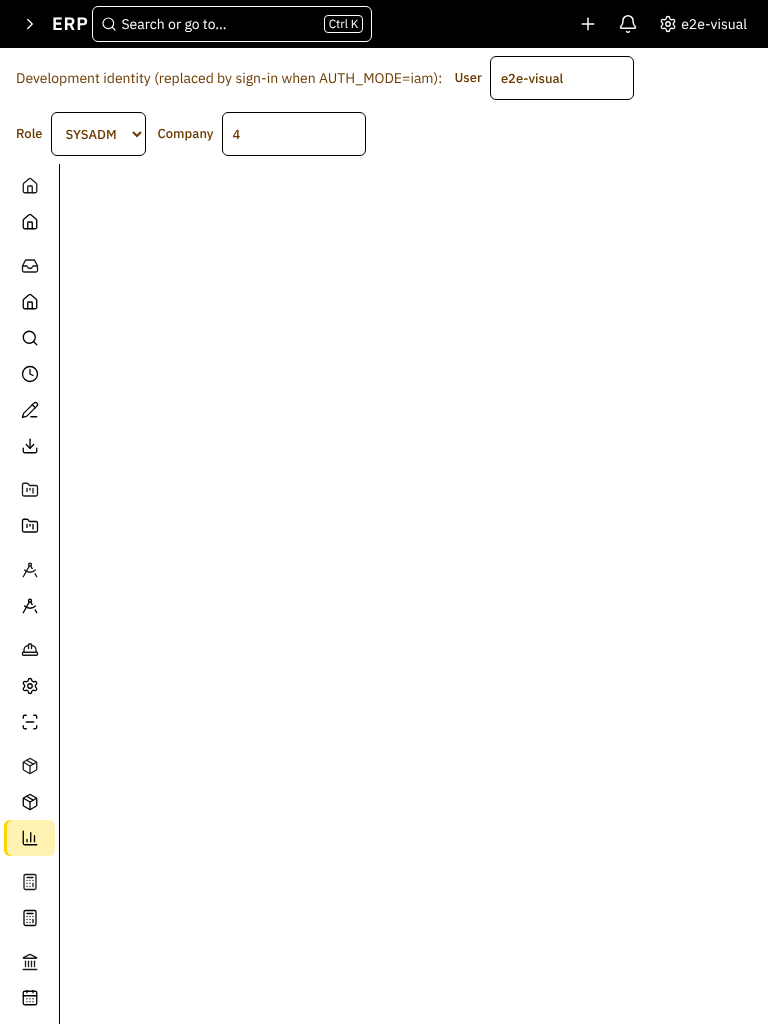 ERP Search or go to... Ctrl K e2e-visual
Development identity (replaced by sign-in when AUTH_MODE=iam): User e2e-visual
Role SYSADM Company 4